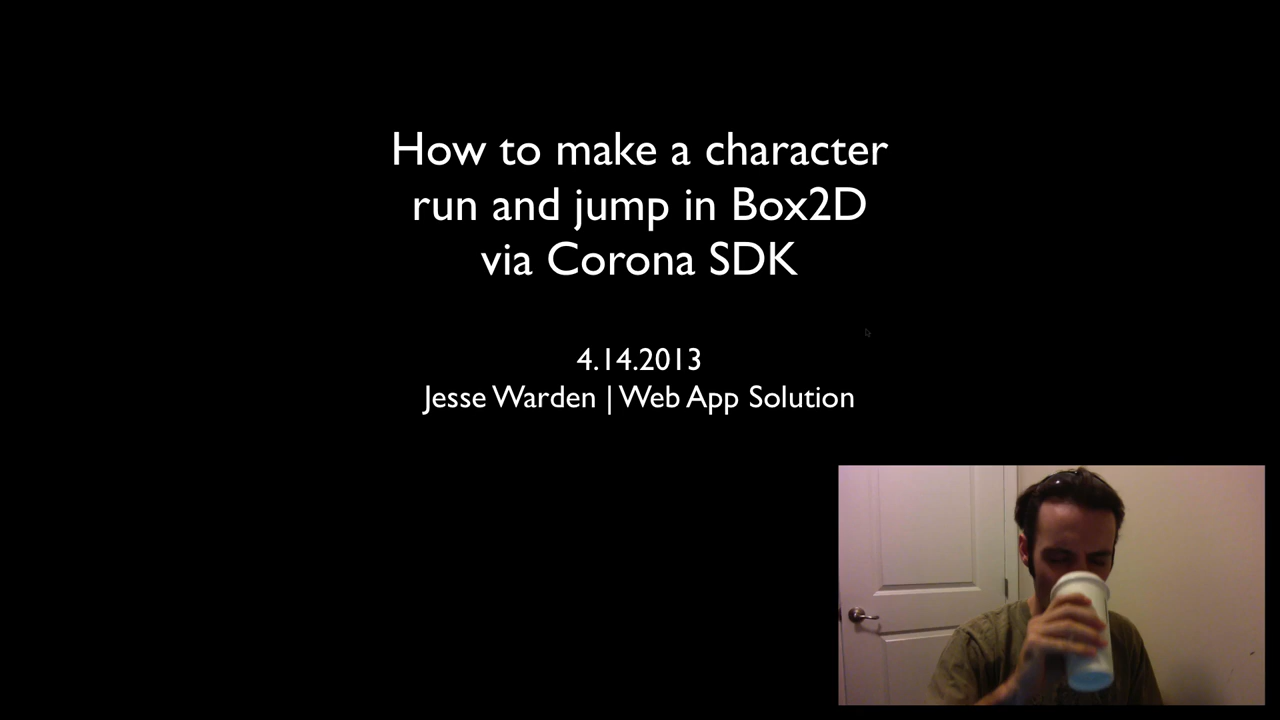 How to make a character
run and jump in Box2D
via Corona SDK
4.14.2013
Jesse Warden | Web App Solution